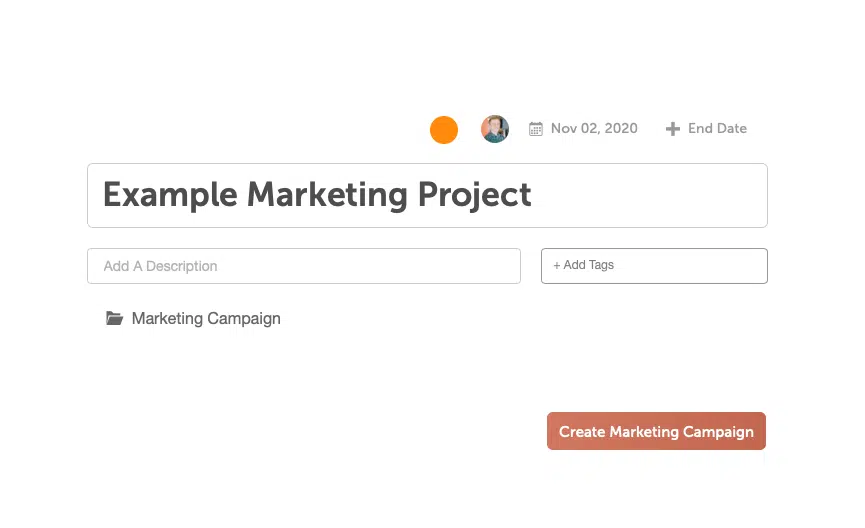 Nov 02, 2020 End Date
Example Marketing Project
Add A Description + Add Tags
Marketing Campaign
Create Marketing Campaign